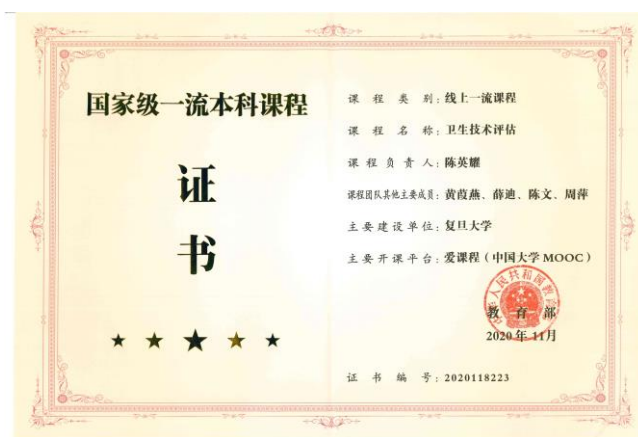 国家级一流本科课程
证
书
课程类别：线上一流课程
课程名称：卫生技术评估
课程负责人：陈英耀
课程团队其他主要成员：黄葭燕、薛迪、陈文、周萍
主要建设单位：复旦大学
主要开课平台：爱课程（中国大学MOOC）
教育部
2020年11月
证书编号：2020118223